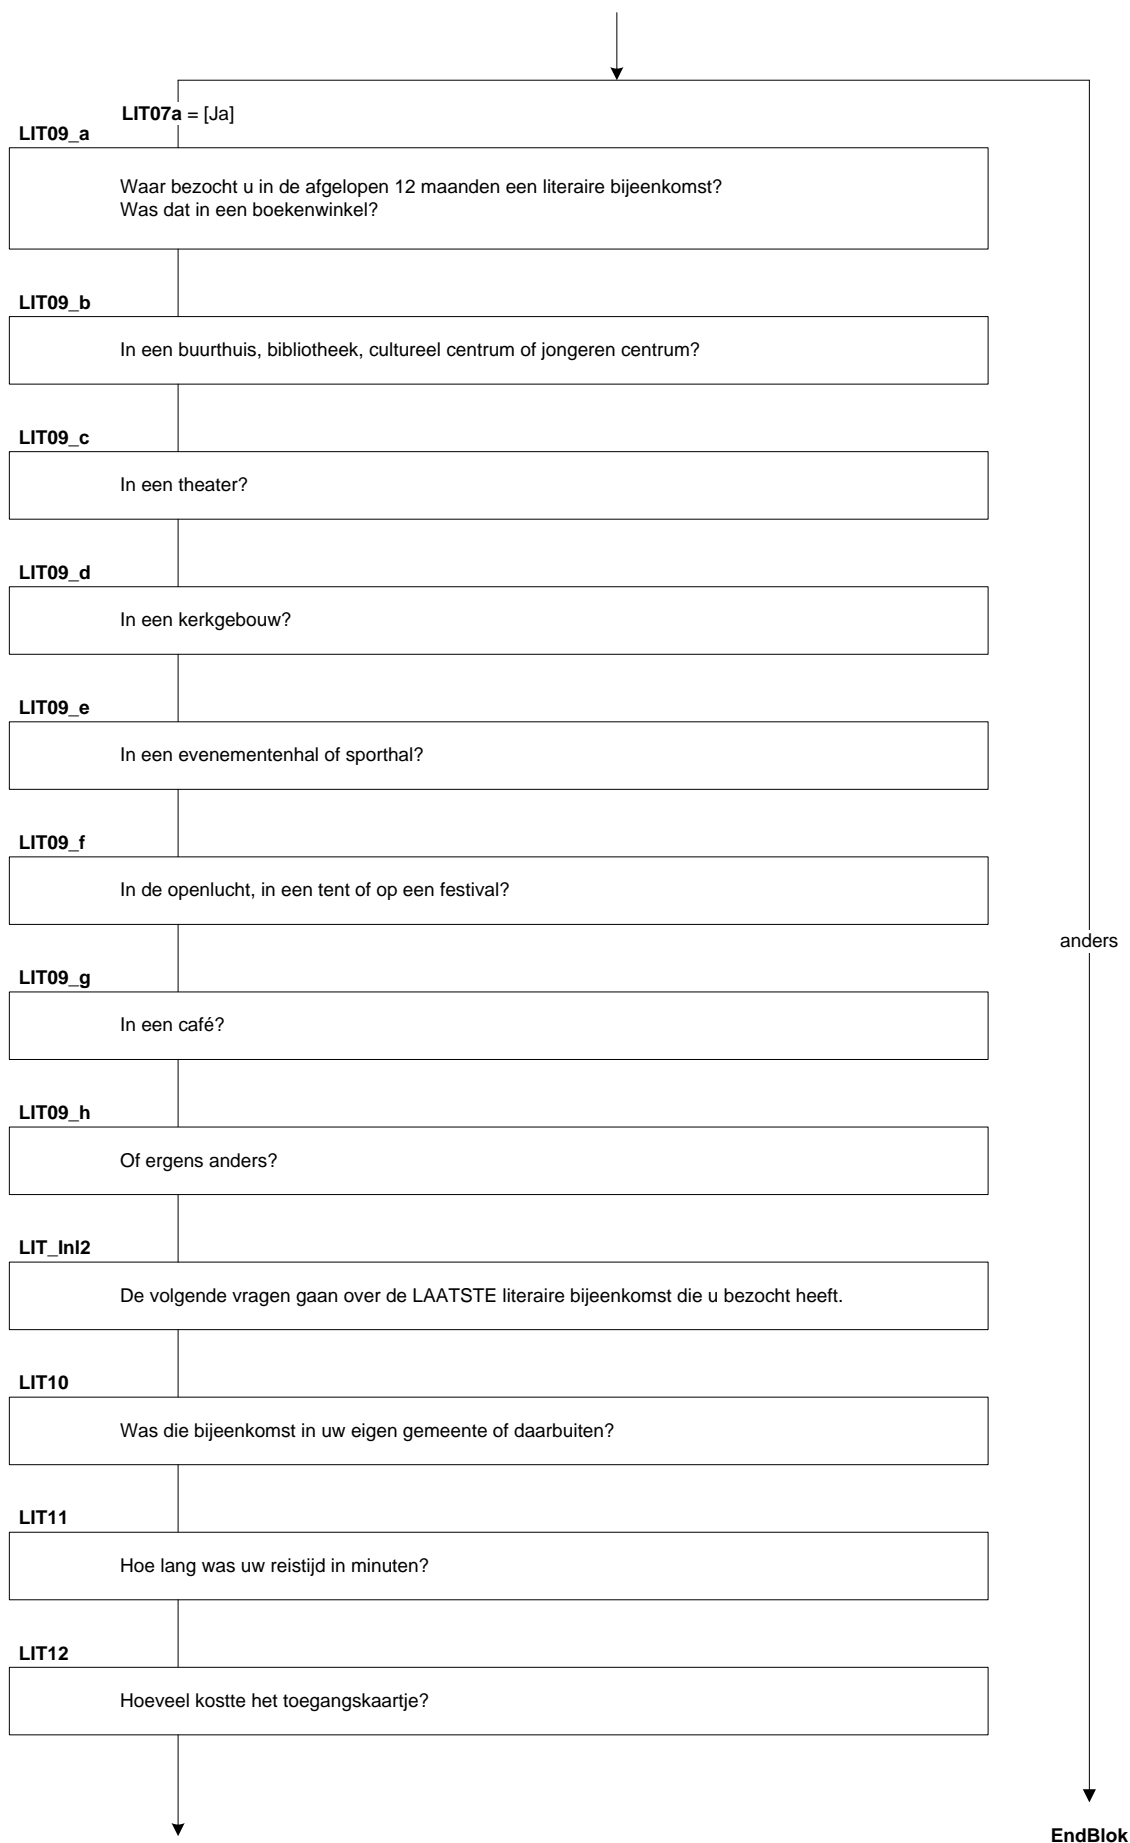 LIT07a = [Ja]
LIT09_a
Waar bezocht u in de afgelopen 12 maanden een literaire bijeenkomst?
Was dat in een boekenwinkel?
LIT09_b
In een buurthuis, bibliotheek, cultureel centrum of jongeren centrum?
LIT09_c
In een theater?
LIT09_d
In een kerkgebouw?
LIT09_e
In een evenementenhal of sporthal?
LIT09_f
In de openlucht, in een tent of op een festival?
anders
LIT09_g
In een café?
LIT09_h
Of ergens anders?
LIT_Inl2
De volgende vragen gaan over de LAATSTE literaire bijeenkomst die u bezocht heeft.
LIT10
Was die bijeenkomst in uw eigen gemeente of daarbuiten?
LIT11
Hoe lang was uw reistijd in minuten?
LIT12
Hoeveel kostte het toegangskaartje?
EndBlok